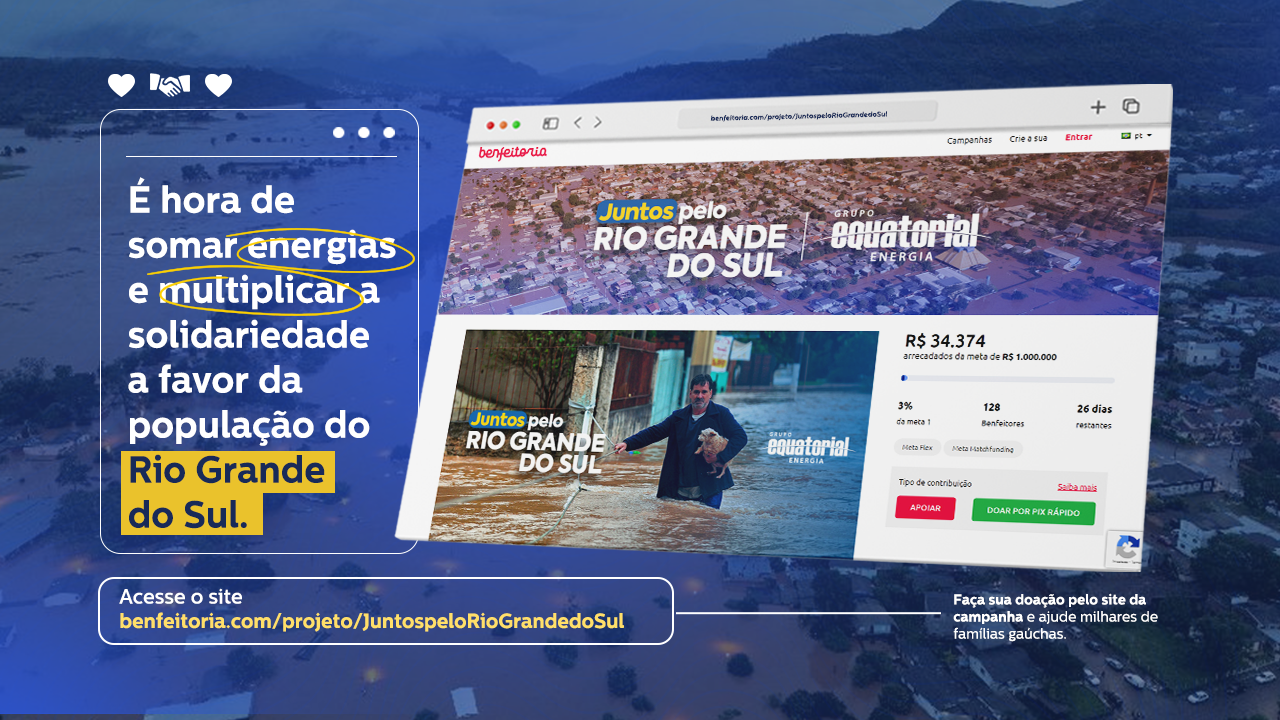 É hora de
somar energias
e multiplicar a
solidariedade
a favor da
população do
Rio Grande
do Sul.
benfeitoria.com/projeto/JuntospeloRioGrandedoSul
benfeitoria
Campanhas Crie a sua Entrar pt
Juntos pelo
RIO GRANDE
DO SUL
GRUPO
equatorial
ENERGIA
Juntos pelo
RIO GRANDE
DO SUL
GRUPO
equatorial
ENERGIA
R$ 34.374
arrecadados da meta de R$ 1.000.000
3% 128 26 dias
da meta 1 Benfeitores restantes
Meta Flex Meta Matchfunding
Tipo de contribuição Saiba mais
APOIAR DOAR POR PIX RÁPIDO
Acesse o site
benfeitoria.com/projeto/JuntospeloRioGrandedoSul
Faça sua doação pelo site da
campanha e ajude milhares de
famílias gaúchas.